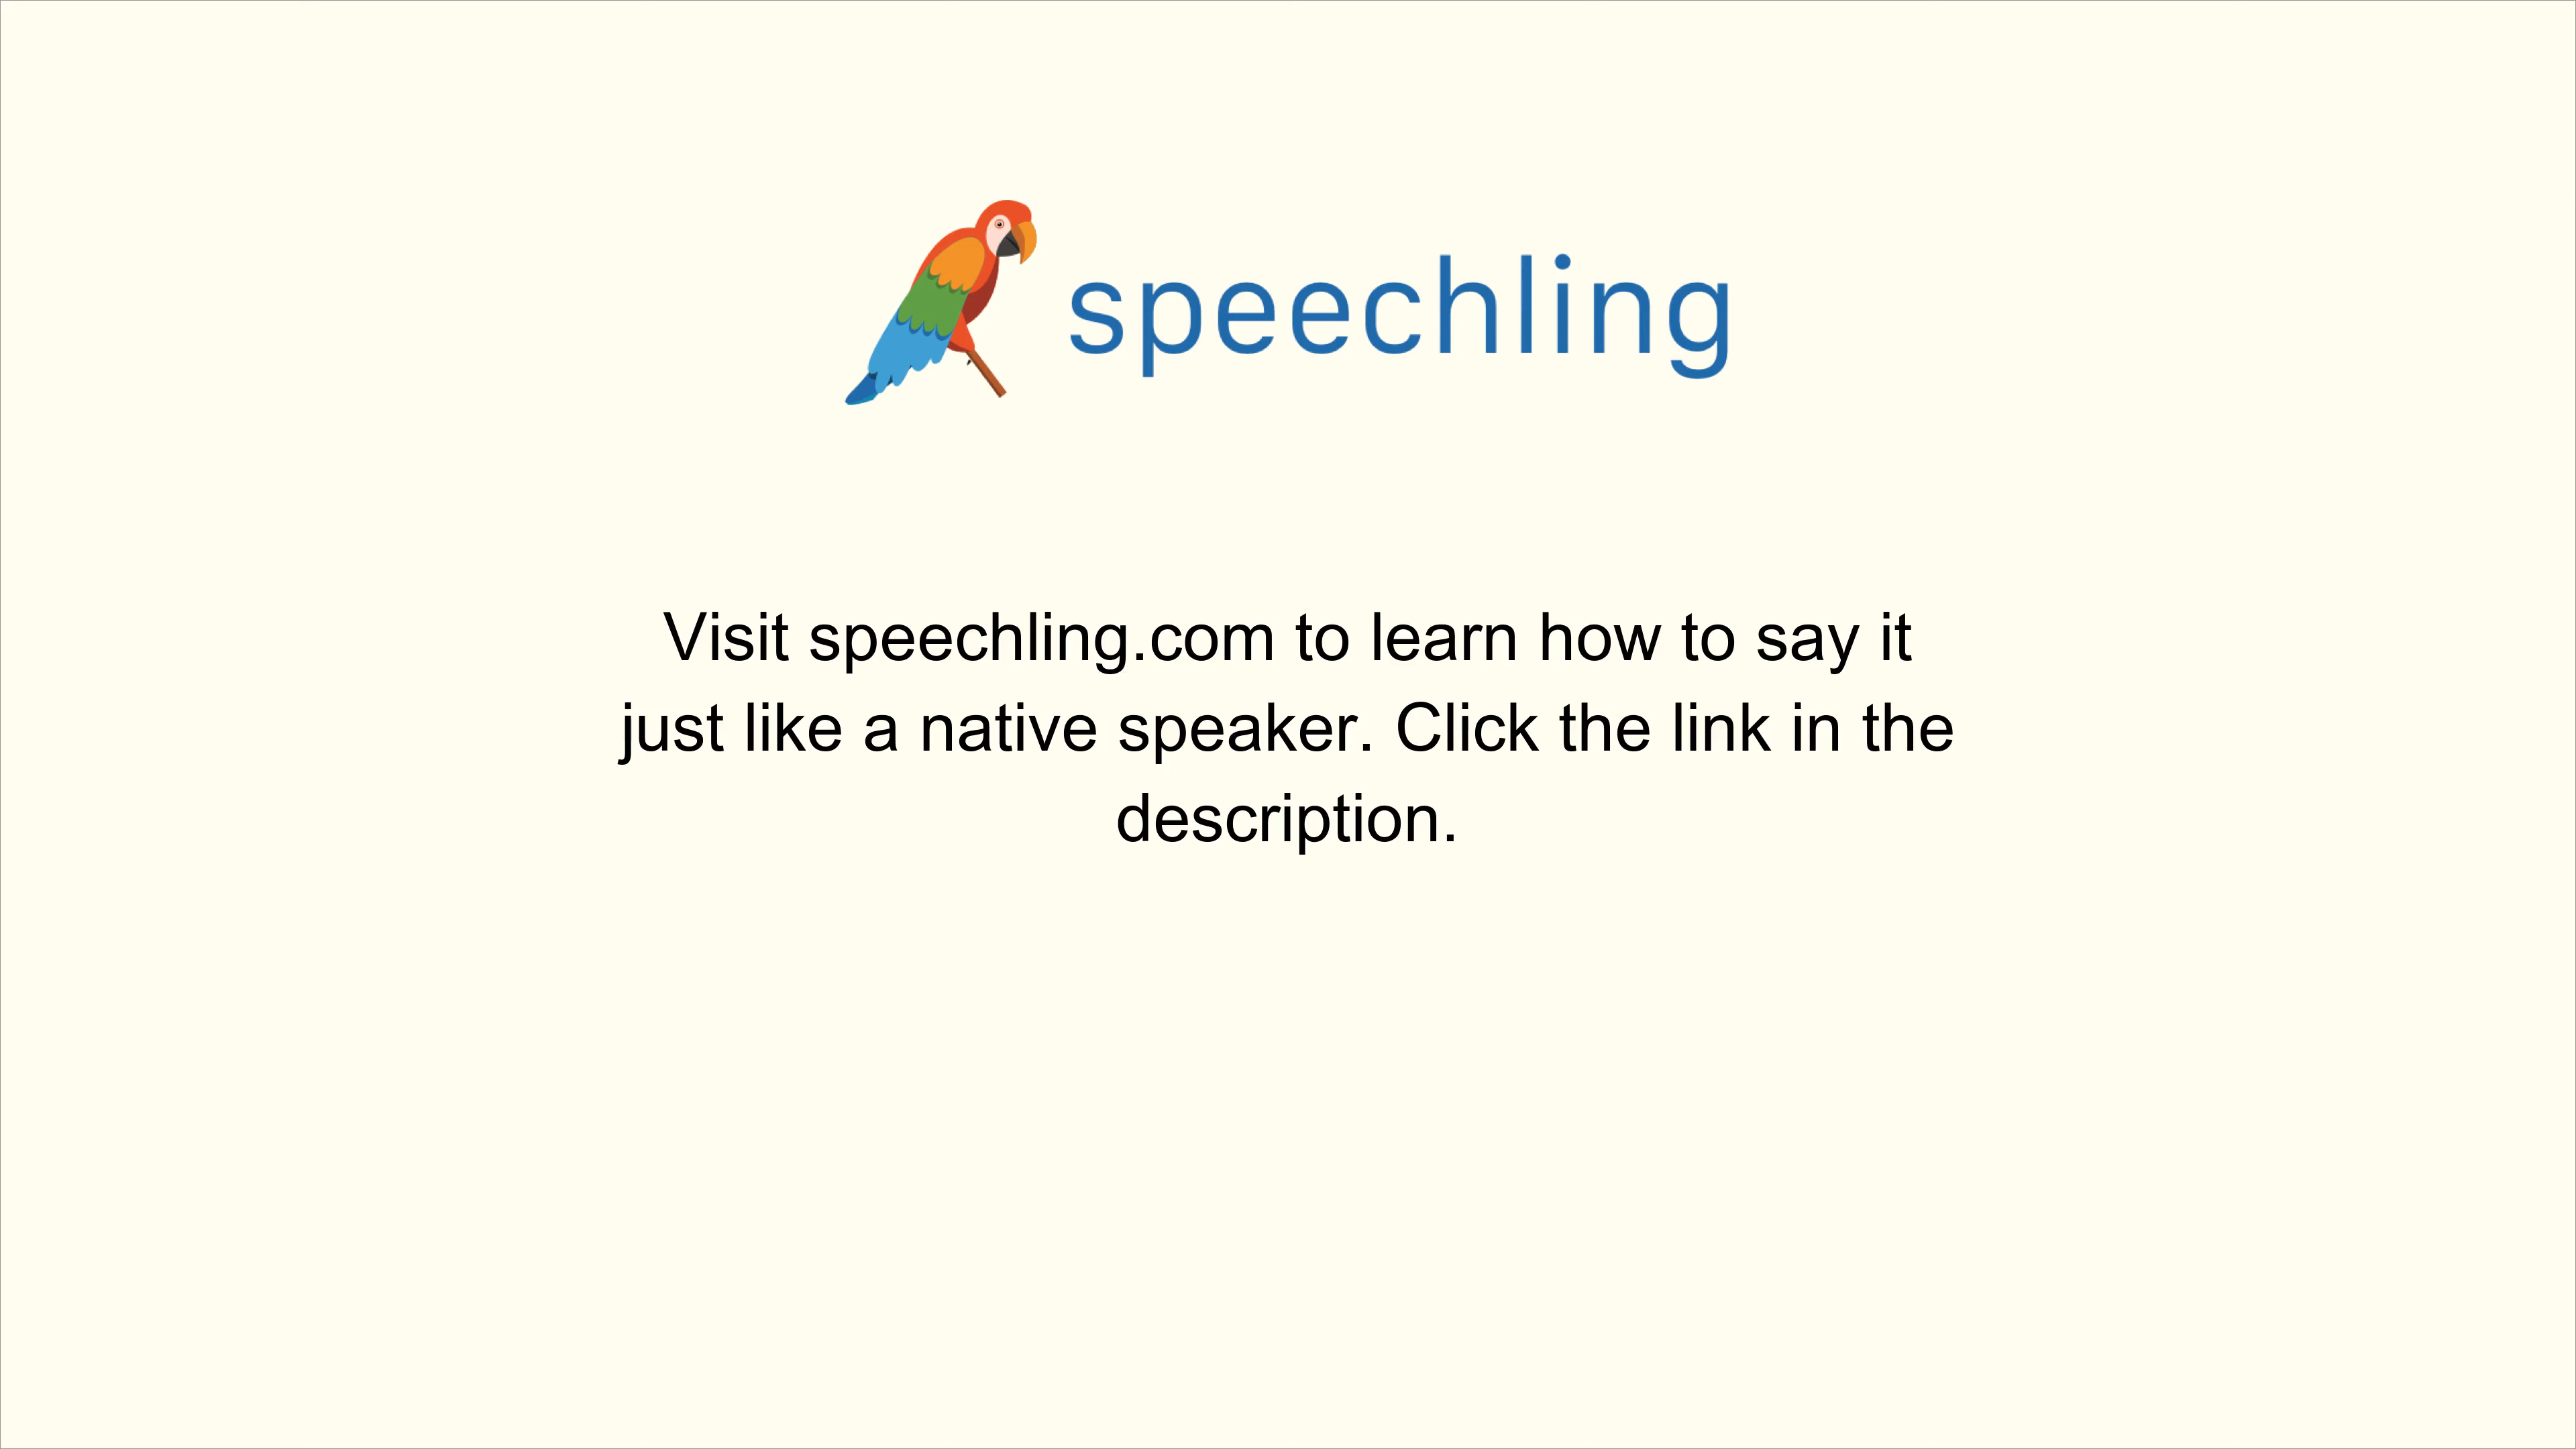 speechling
Visit speechling.com to learn how to say it
just like a native speaker. Click the link in the
description.